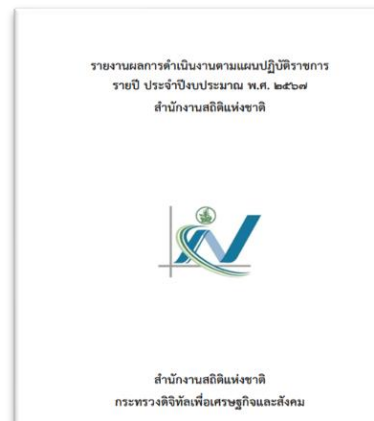 รายงานผลการดำเนินงานตามแผนปฏิบัติราชการ
รายปี ประจำปีงบประมาณ พ.ศ. ๒๕๖๗
สำนักงานสถิติแห่งชาติ
สำนักงานสถิติแห่งชาติ
กระทรวงดิจิทัลเพื่อเศรษฐกิจและสังคม